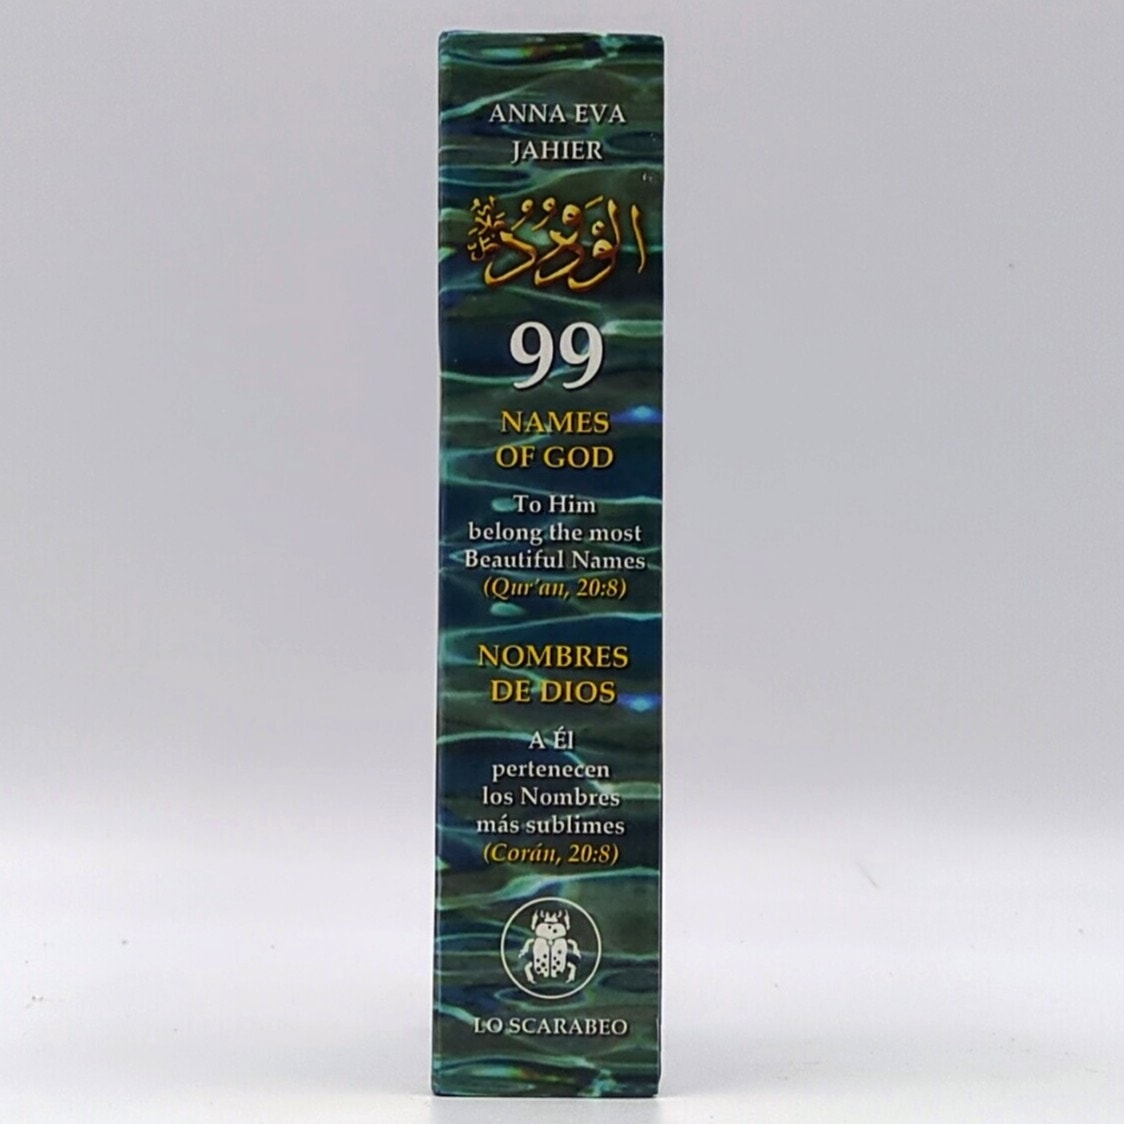 ANNA EVA
JAHIER
الْوَدُودُ
99
NAMES
OF GOD
To Him
belong the most
Beautiful Names
(Qur'an, 20:8)
NOMBRES
DE DIOS
A Él
pertenecen
los Nombres
más sublimes
(Corán, 20:8)
LO SCARABEO